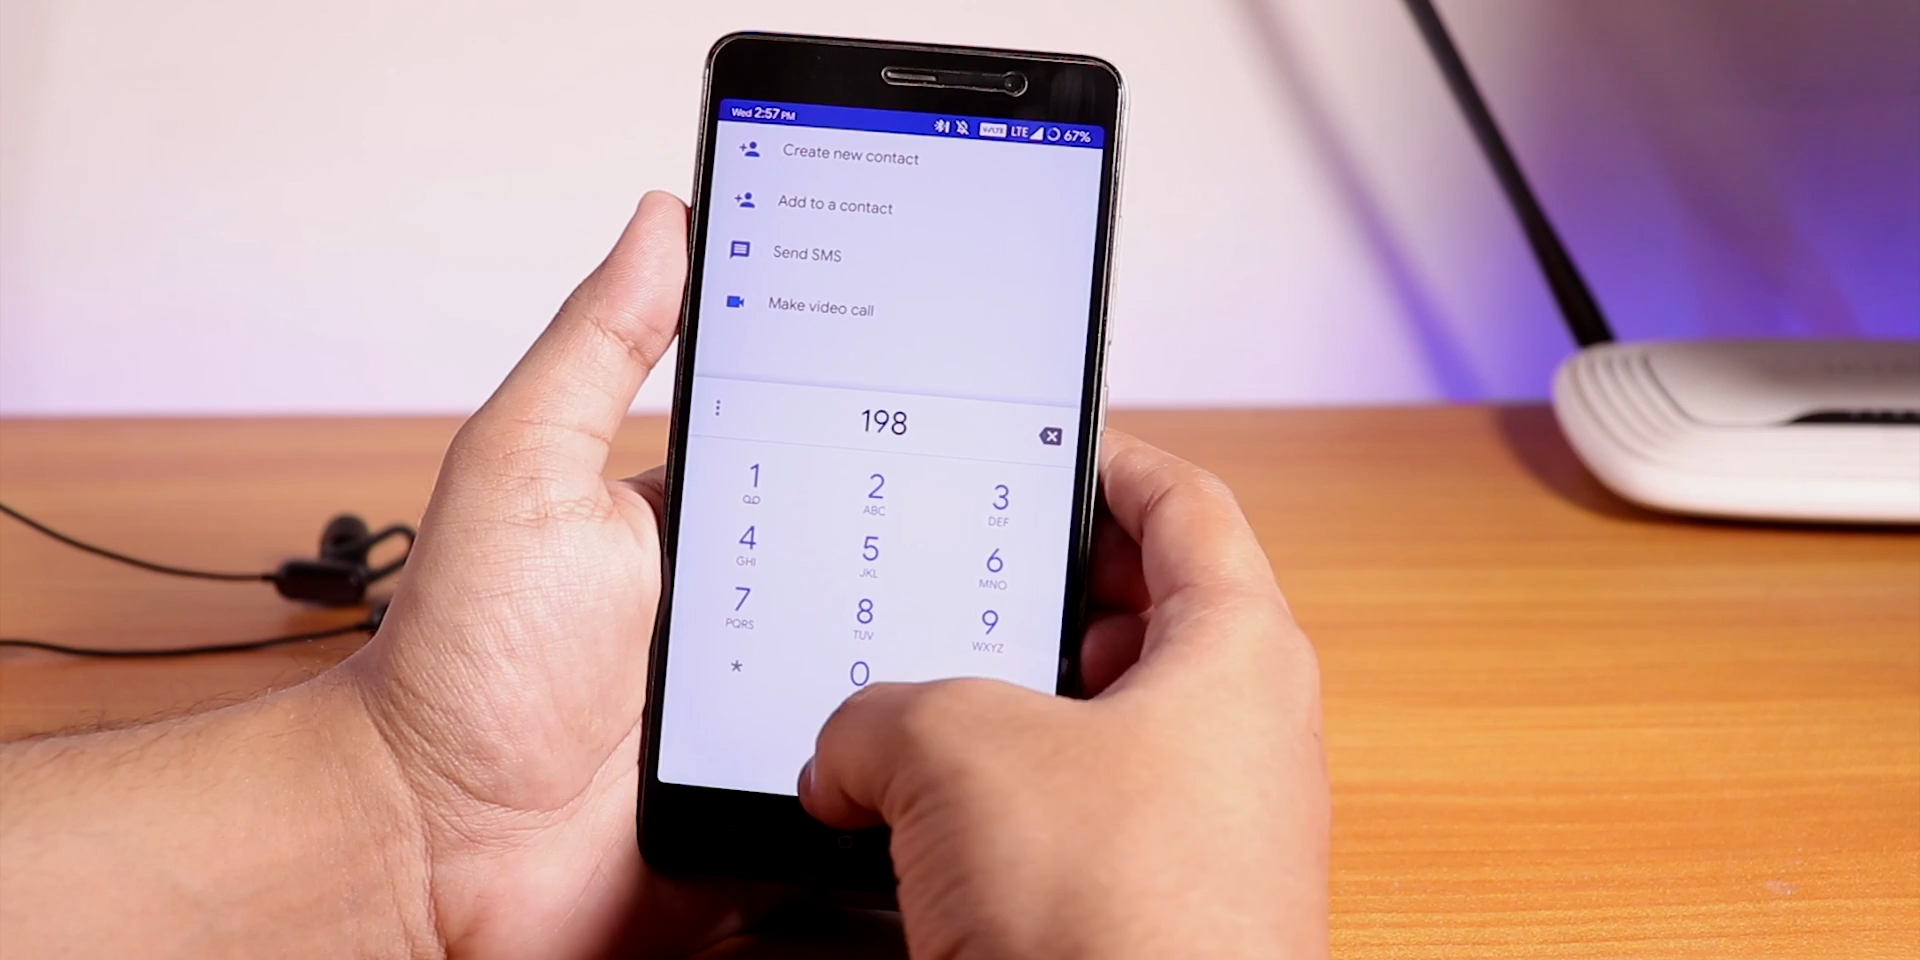 Wed 2:57 PM VoLTE LTE 67%
Create new contact
Add to a contact
Send SMS
Make video call
198
1 2 3
ABC DEF
4 5 6
GHI JKL MNO
7 8 9
PQRS TUV WXYZ
* 0